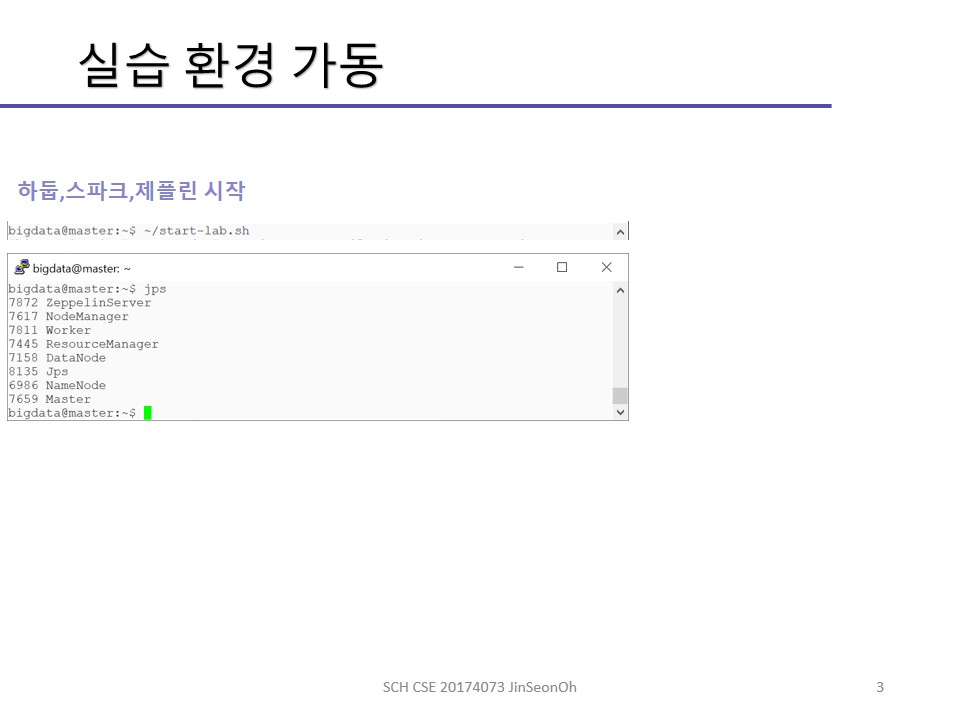 실습 환경 가동
하둡,스파크,제플린 시작
bigdata@master:~$ ~/start-lab.sh
bigdata@master: ~
bigdata@master:~$ jps
7872 ZeppelinServer
7617 NodeManager
7811 Worker
7445 ResourceManager
7158 DataNode
8135 Jps
6986 NameNode
7659 Master
bigdata@master:~$
SCH CSE 20174073 JinSeonOh
3